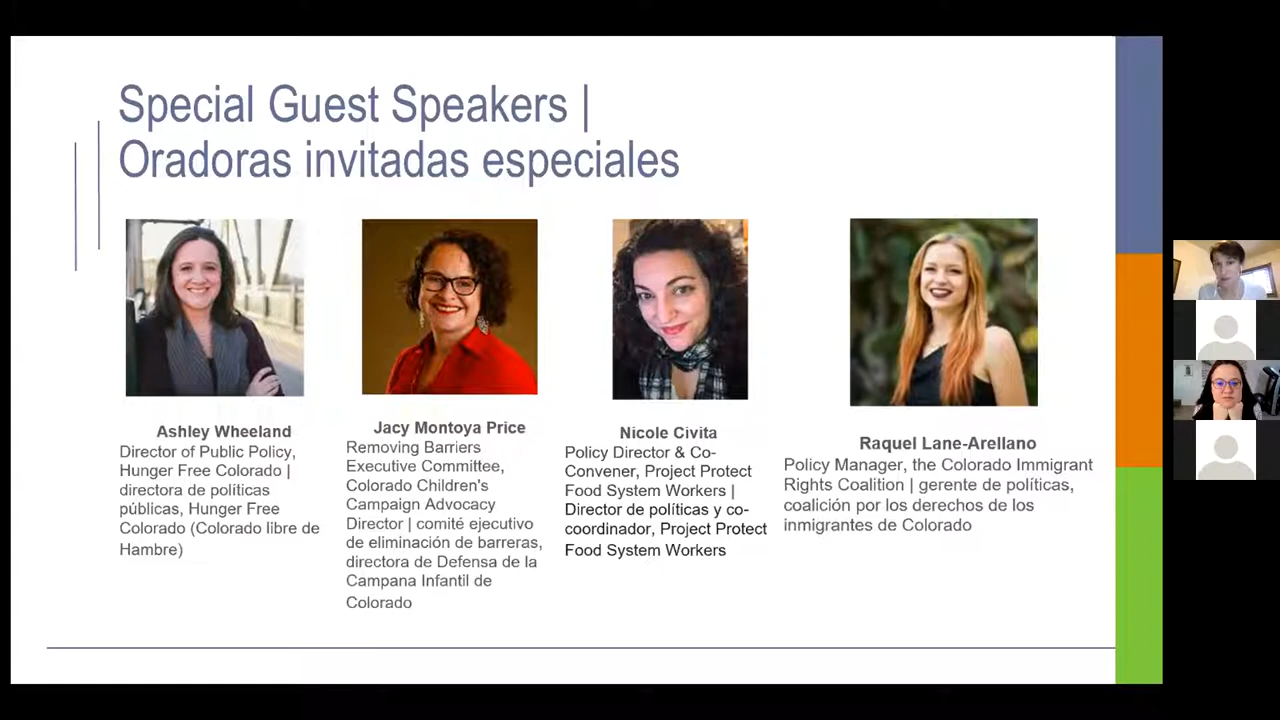 Special Guest Speakers |
Oradoras invitadas especiales
Ashley Wheeland
Director of Public Policy,
Hunger Free Colorado |
directora de políticas
públicas, Hunger Free
Colorado (Colorado libre de
Hambre)
Jacy Montoya Price
Removing Barriers
Executive Committee,
Colorado Children's
Campaign Advocacy
Director | comité ejecutivo
de eliminación de barreras,
directora de Defensa de la
Campana Infantil de
Colorado
Nicole Civita
Policy Director & Co-
Convener, Project Protect
Food System Workers |
Director de políticas y co-
coordinador, Project Protect
Food System Workers
Raquel Lane-Arellano
Policy Manager, the Colorado Immigrant
Rights Coalition | gerente de políticas,
coalición por los derechos de los
inmigrantes de Colorado